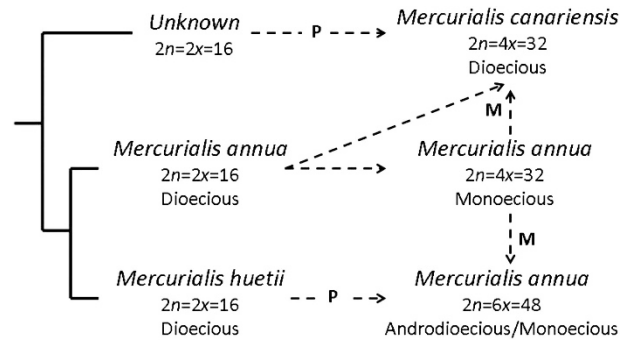 Unknown
2n=2x=16
P
Mercurialis canariensis
2n=4x=32
Dioecious
M
Mercurialis annua
2n=2x=16
Dioecious
Mercurialis annua
2n=4x=32
Monoecious
M
Mercurialis huetii
2n=2x=16
Dioecious
P
Mercurialis annua
2n=6x=48
Androdioecious/Monoecious